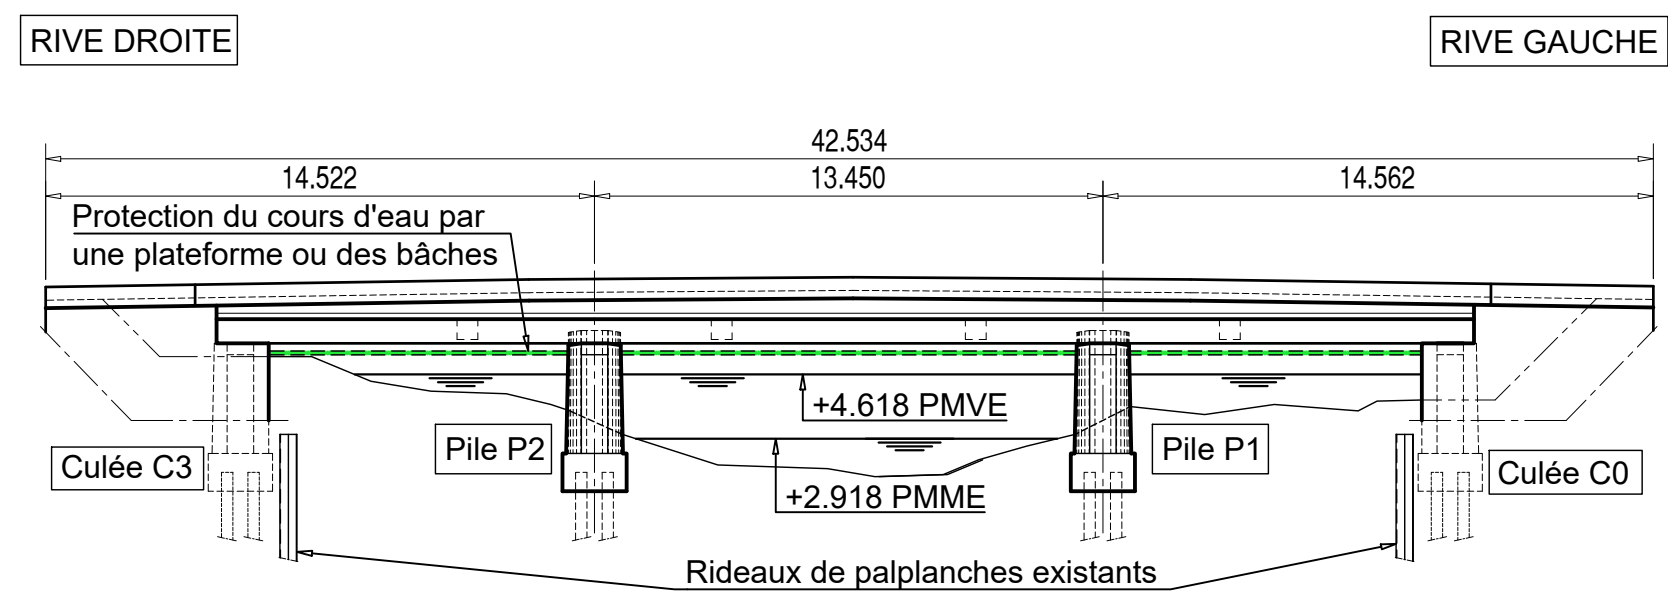 RIVE DROITE
RIVE GAUCHE
42.534
14.522
13.450
14.562
Protection du cours d'eau par
une plateforme ou des bâches
+4.618 PMVE
Pile P2
Pile P1
Culée C3
Culée C0
+2.918 PMME
Rideaux de palplanches existants